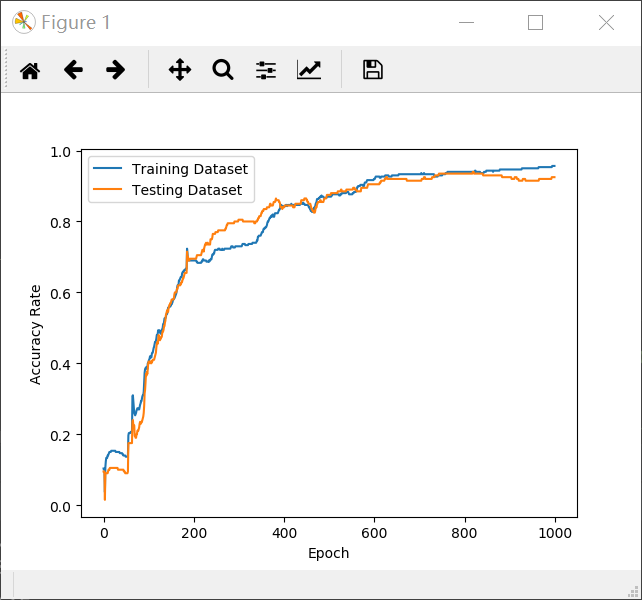 Figure 1
Training Dataset
Testing Dataset
1.0
0.8
0.6
0.4
0.2
0.0
Accuracy Rate
0 200 400 600 800 1000
Epoch